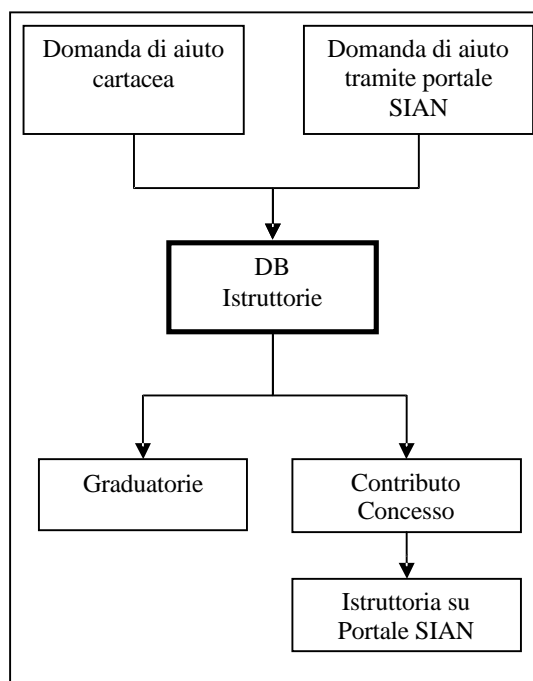 Domanda di aiuto
cartacea
Domanda di aiuto
tramite portale
SIAN
DB
Istruttorie
Graduatorie
Contributo
Concesso
Istruttoria su
Portale SIAN